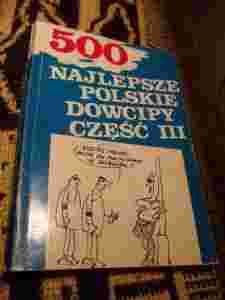 500
NAJLEPSZE
POLSKIE
DOWCIPY
CZĘŚĆ III